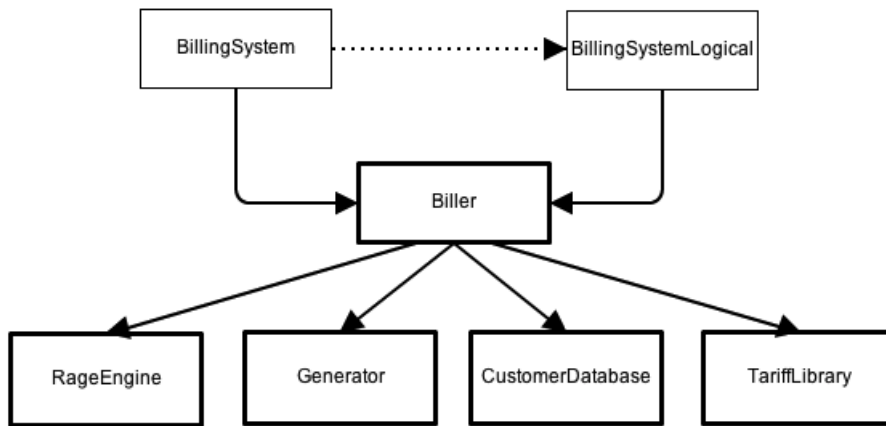 BillingSystem
BillingSystemLogical
Biller
RageEngine
Generator
CustomerDatabase
TariffLibrary